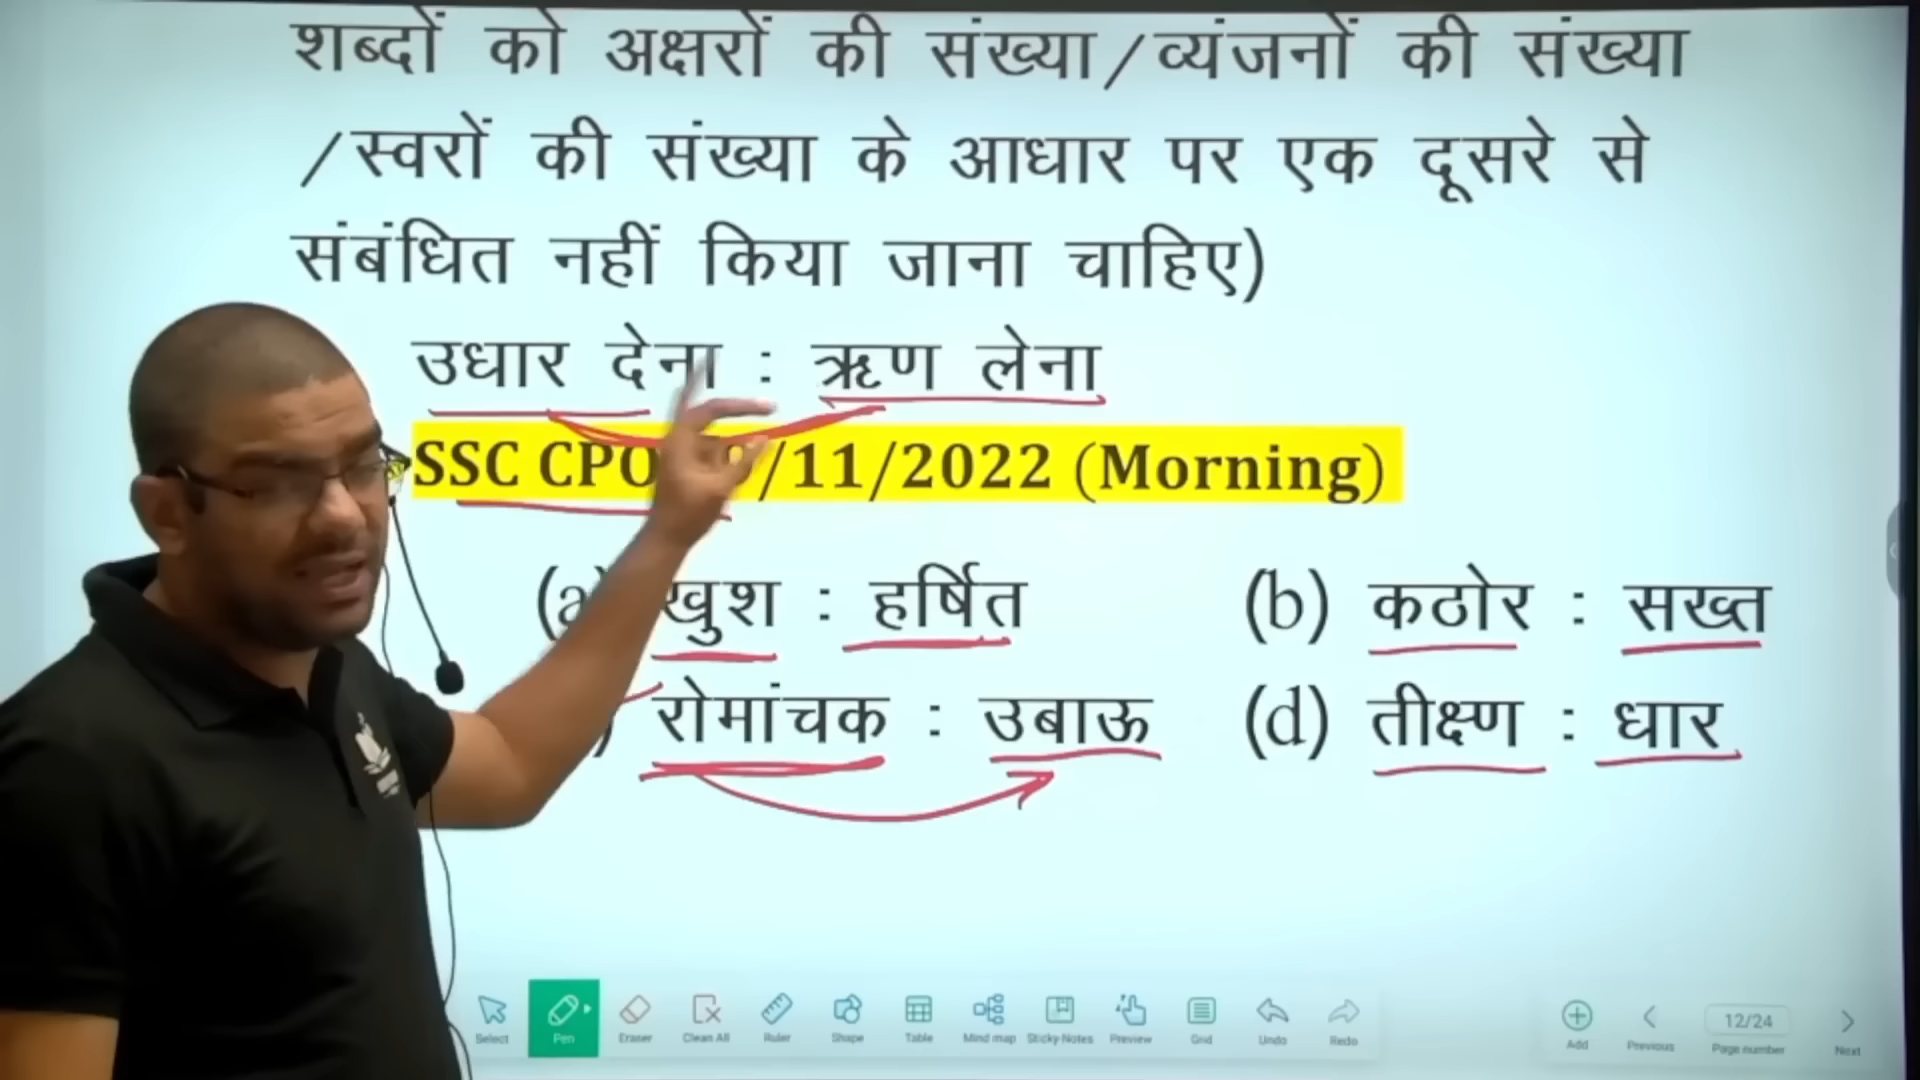 शब्दों को अक्षरों की संख्या/व्यंजनों की संख्या
/स्वरों की संख्या के आधार पर एक दूसरे से
संबंधित नहीं किया जाना चाहिए)
उधार देना : ऋण लेना
SSC CPO /11/2022 (Morning)
(a) खुश : हर्षित (b) कठोर : सख्त
) रोमांचक : उबाऊ (d) तीक्ष्ण : धार
Select Pen Eraser Clean All Ruler Shape Table Mind map Sticky-Notes Preview Grid Undo Redo Add Previous 12/24 Page number Next